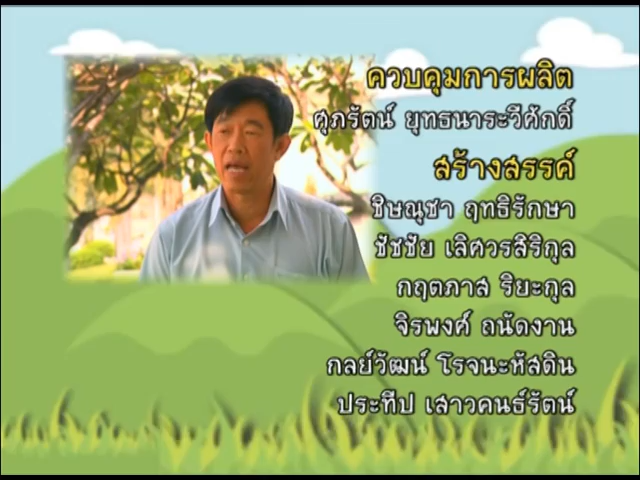 ควบคุมการผลิต
ศุภรัตน์ ยุทธนาระวีศักดิ์
สร้างสรรค์
ชิษณุชา ฤทธิรักษา
ชัชชัย เลิศวรสิริกุล
กฤตภาส ริยะกุล
จิรพงศ์ ถนัดงาน
กลย์วัฒน์ โรจนะหัสดิน
ประทีป เสาวคนธ์รัตน์